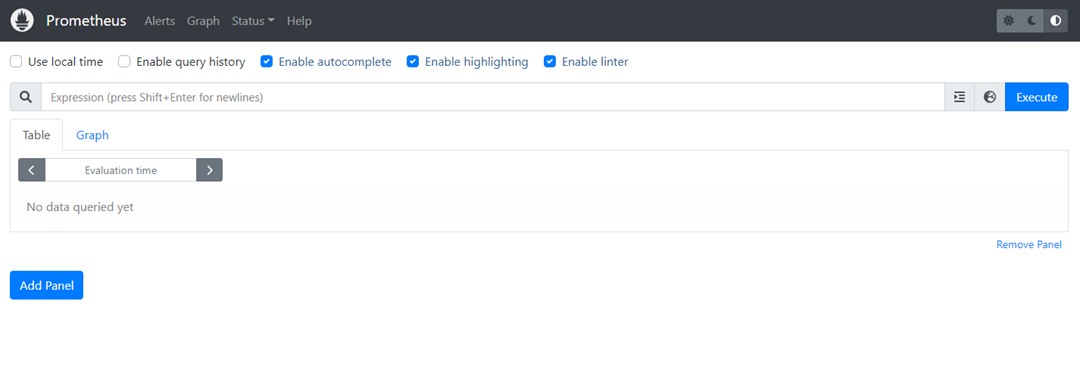 Prometheus Alerts Graph Status Help
Use local time Enable query history Enable autocomplete Enable highlighting Enable linter
Expression (press Shift+Enter for newlines) Execute
Table Graph
Evaluation time
No data queried yet
Remove Panel
Add Panel